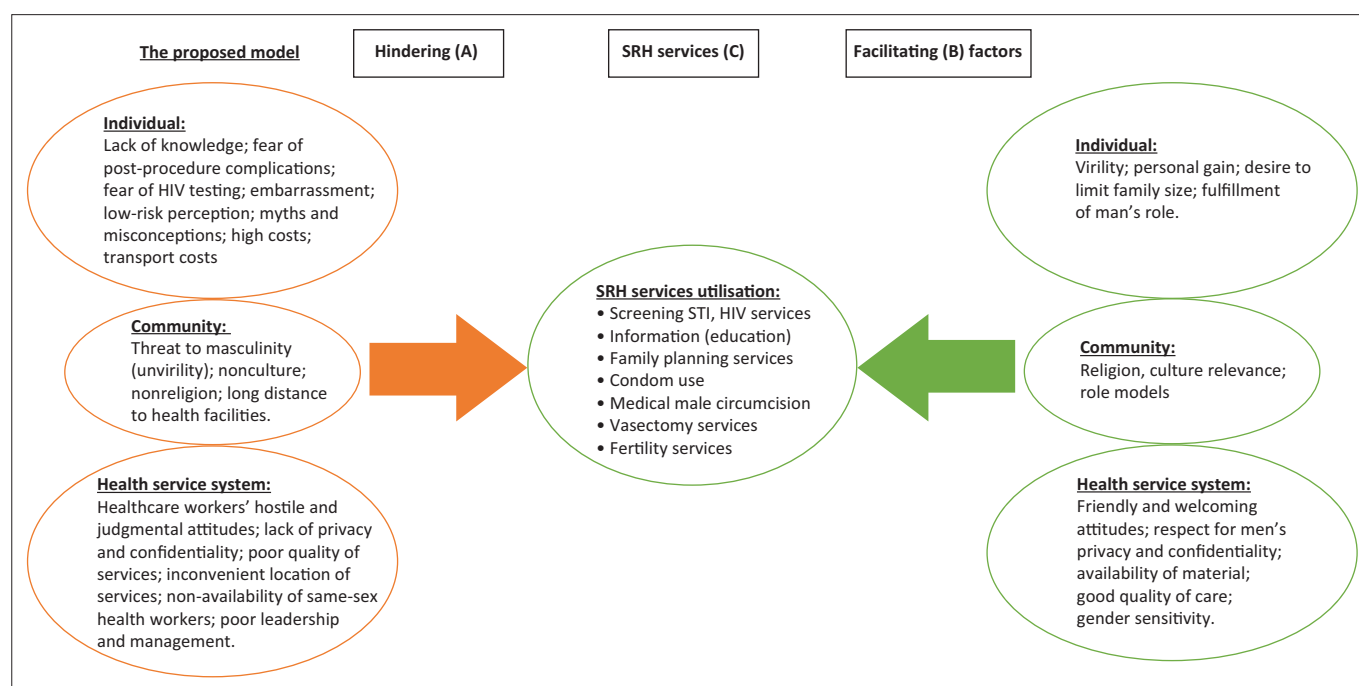 The proposed model
Hindering (A)
SRH services (C)
Facilitating (B) factors
Individual:
Lack of knowledge; fear of
post-procedure complications;
fear of HIV testing; embarrassment;
low-risk perception; myths and
misconceptions; high costs;
transport costs
Community:
Threat to masculinity
(unvirility); nonculture;
nonreligion; long distance
to health facilities.
Health service system:
Healthcare workers’ hostile and
judgmental attitudes; lack of privacy
and confidentiality; poor quality of
services; inconvenient location of
services; non-availability of same-sex
health workers; poor leadership
and management.
SRH services utilisation:
• Screening STI, HIV services
• Information (education)
• Family planning services
• Condom use
• Medical male circumcision
• Vasectomy services
• Fertility services
Individual:
Virility; personal gain; desire to
limit family size; fulfillment
of man’s role.
Community:
Religion, culture relevance;
role models
Health service system:
Friendly and welcoming
attitudes; respect for men’s
privacy and confidentiality;
availability of material;
good quality of care;
gender sensitivity.